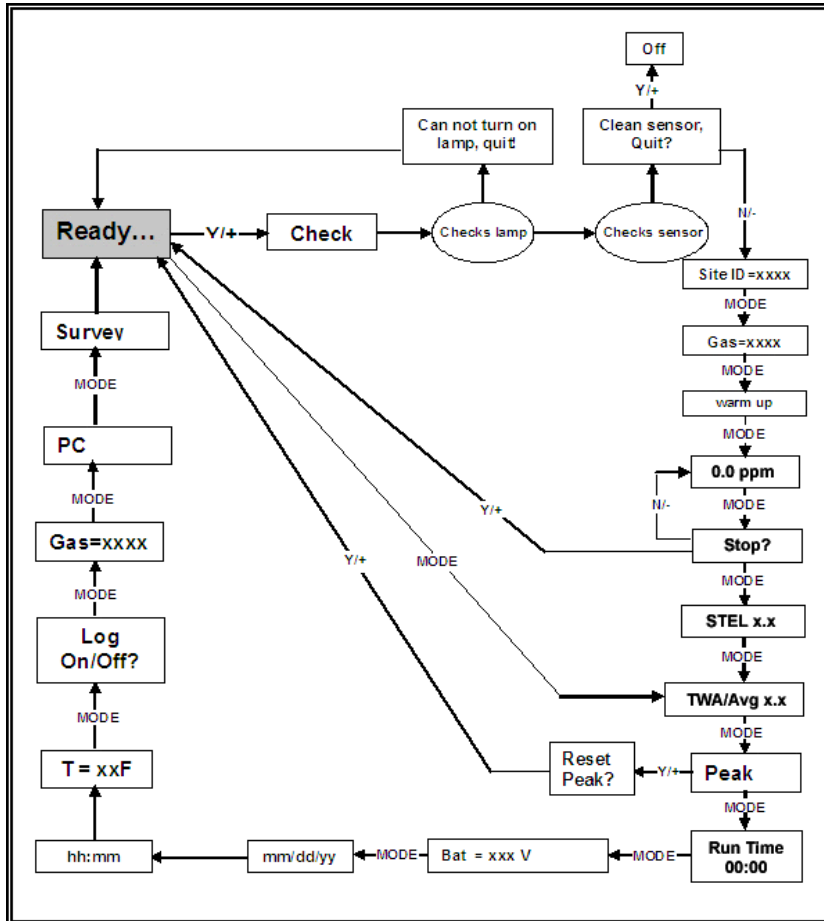 Off
Y/+
Can not turn on
lamp, quit!
Clean sensor,
Quit?
N/-
Ready...
Y/+
Check
Checks lamp
Checks sensor
Site ID=xxxx
MODE
Gas=xxxx
MODE
warm up
MODE
0.0 ppm
N/-
MODE
Stop?
Y/+
MODE
STEL x.x
MODE
TWA/Avg x.x
MODE
Peak
Y/+
Reset
Peak?
Y/+
MODE
MODE
Run Time
00:00
MODE
Bat = xxx V
MODE
mm/dd/yy
hh:mm
T = xxF
MODE
Log
On/Off?
MODE
Gas=xxxx
MODE
PC
MODE
Survey